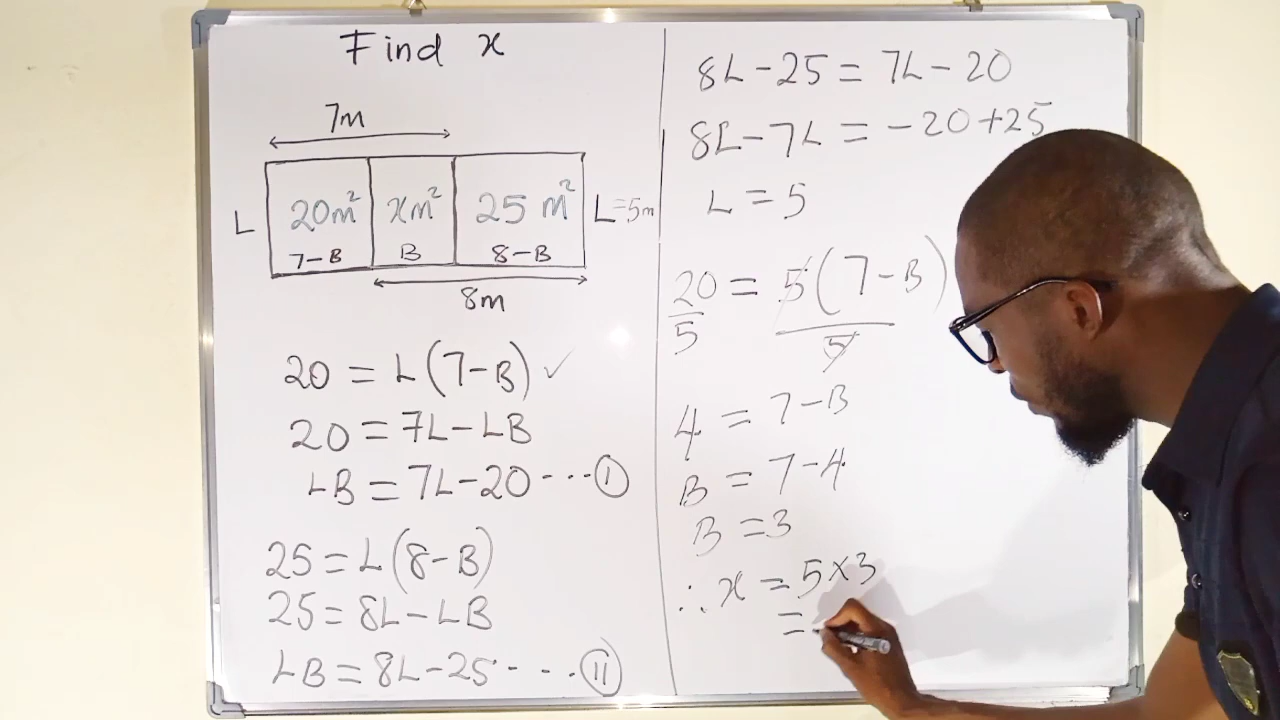 Find x
7m
L 20m² xm² 25 m² L=5m
7-B B 8-B
8m
20 = L(7-B) ✓
20 = 7L-LB
LB = 7L-20 ---- Ⓘ
25 = L(8-B)
25 = 8L-LB
LB = 8L-25 - - - - Ⓘⓘ
8L-25 = 7L-20
8L-7L = -20+25
L = 5
20/5 = 5(7-B)/5
4 = 7-B
B = 7-4
B = 3
∴ x = 5×3
=